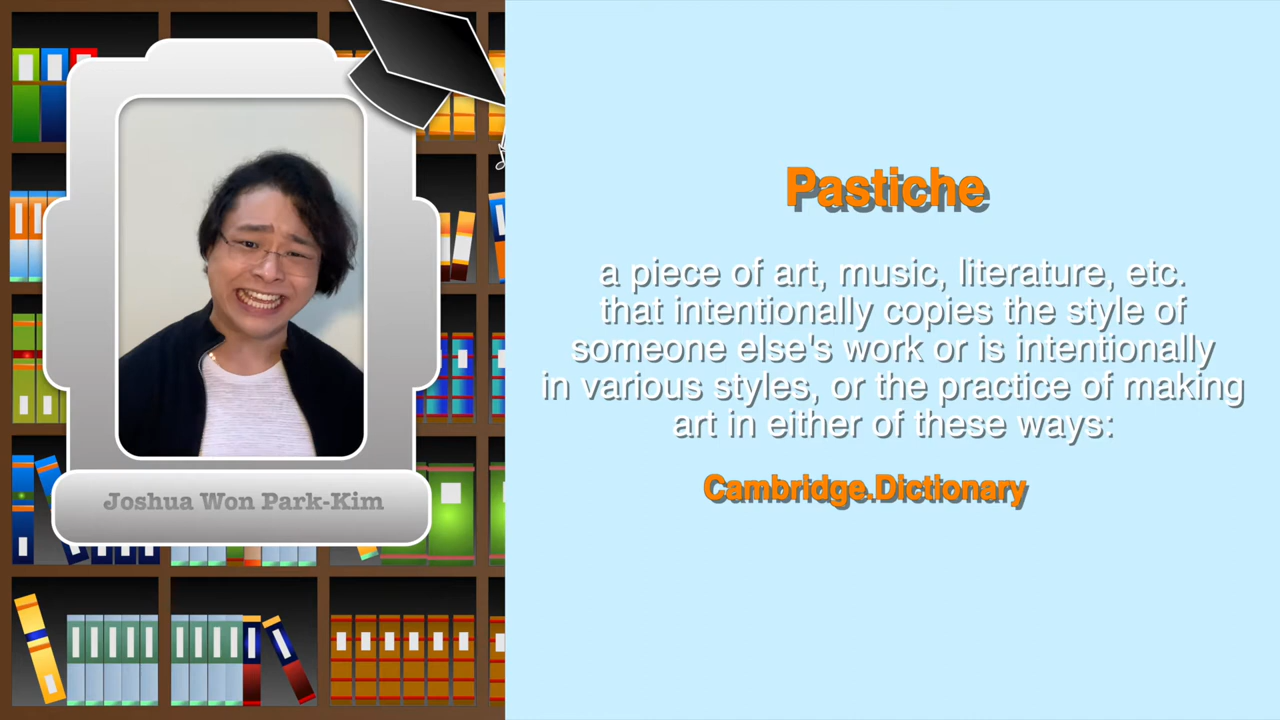 Joshua Won Park-Kim
Pastiche
a piece of art, music, literature, etc.
that intentionally copies the style of
someone else's work or is intentionally
in various styles, or the practice of making
art in either of these ways:
Cambridge.Dictionary